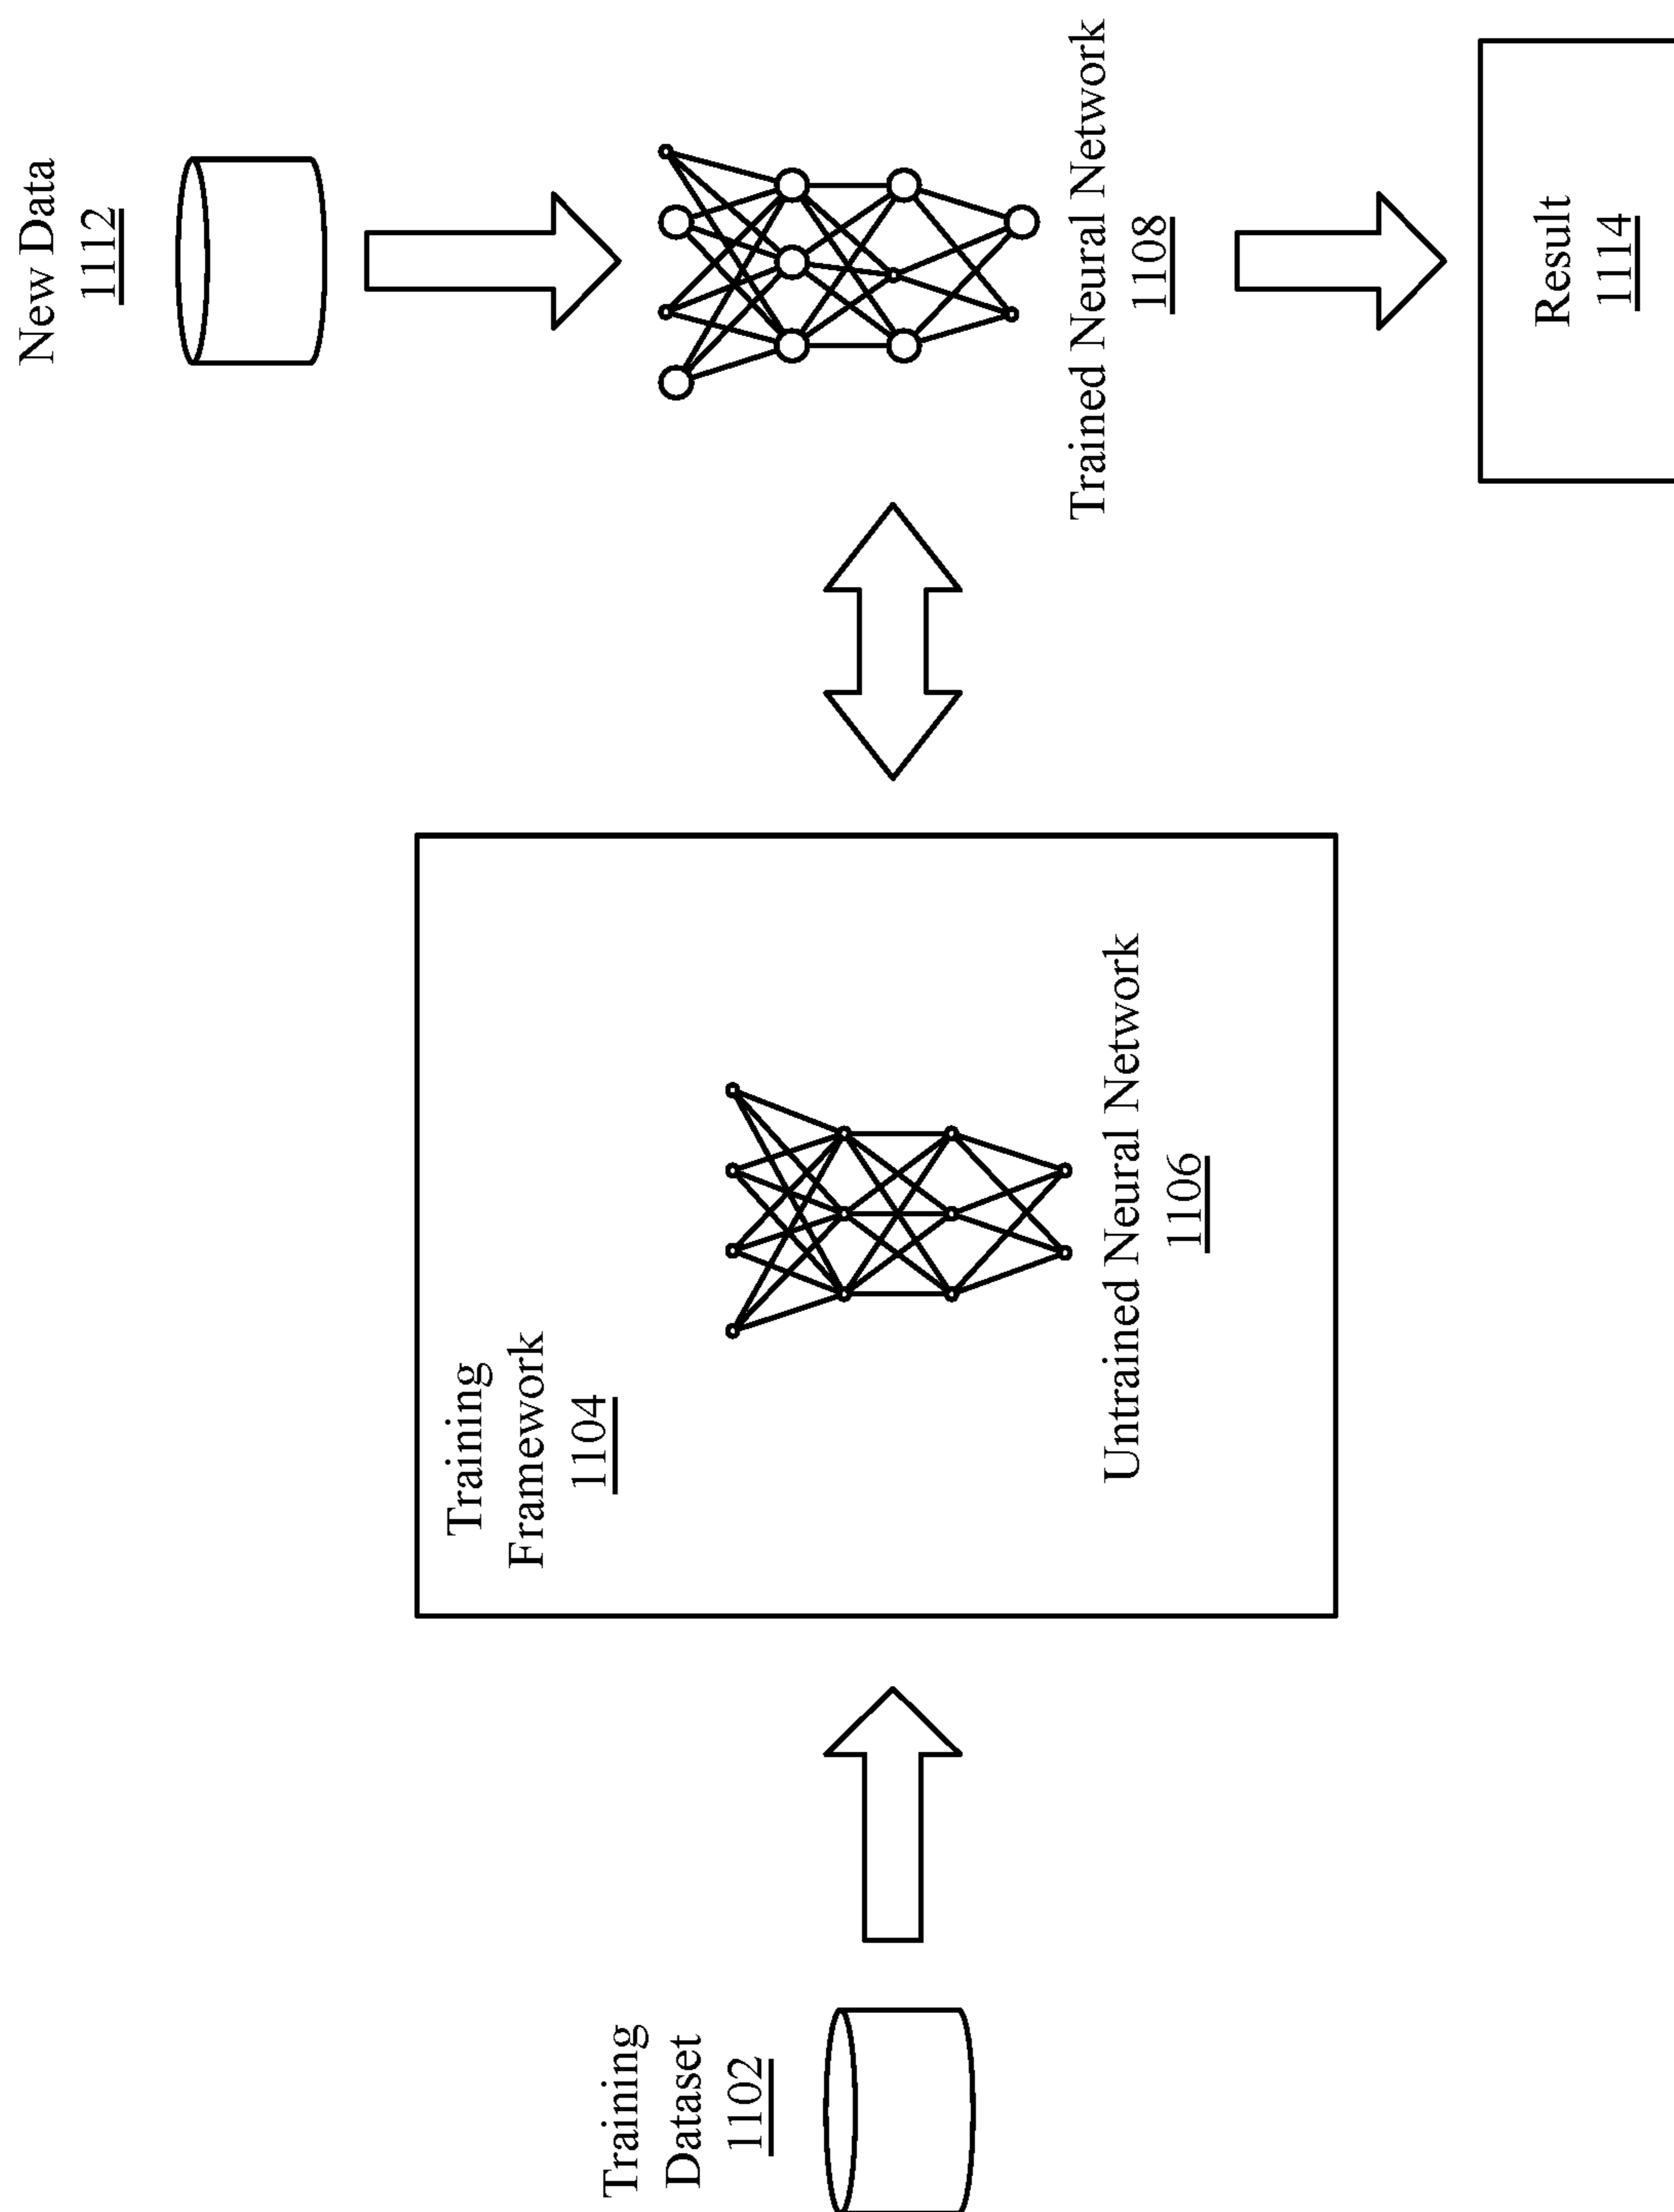 Training
Dataset
1102
Training
Framework
1104
Untrained Neural Network
1106
New Data
1112
Trained Neural Network
1108
Result
1114